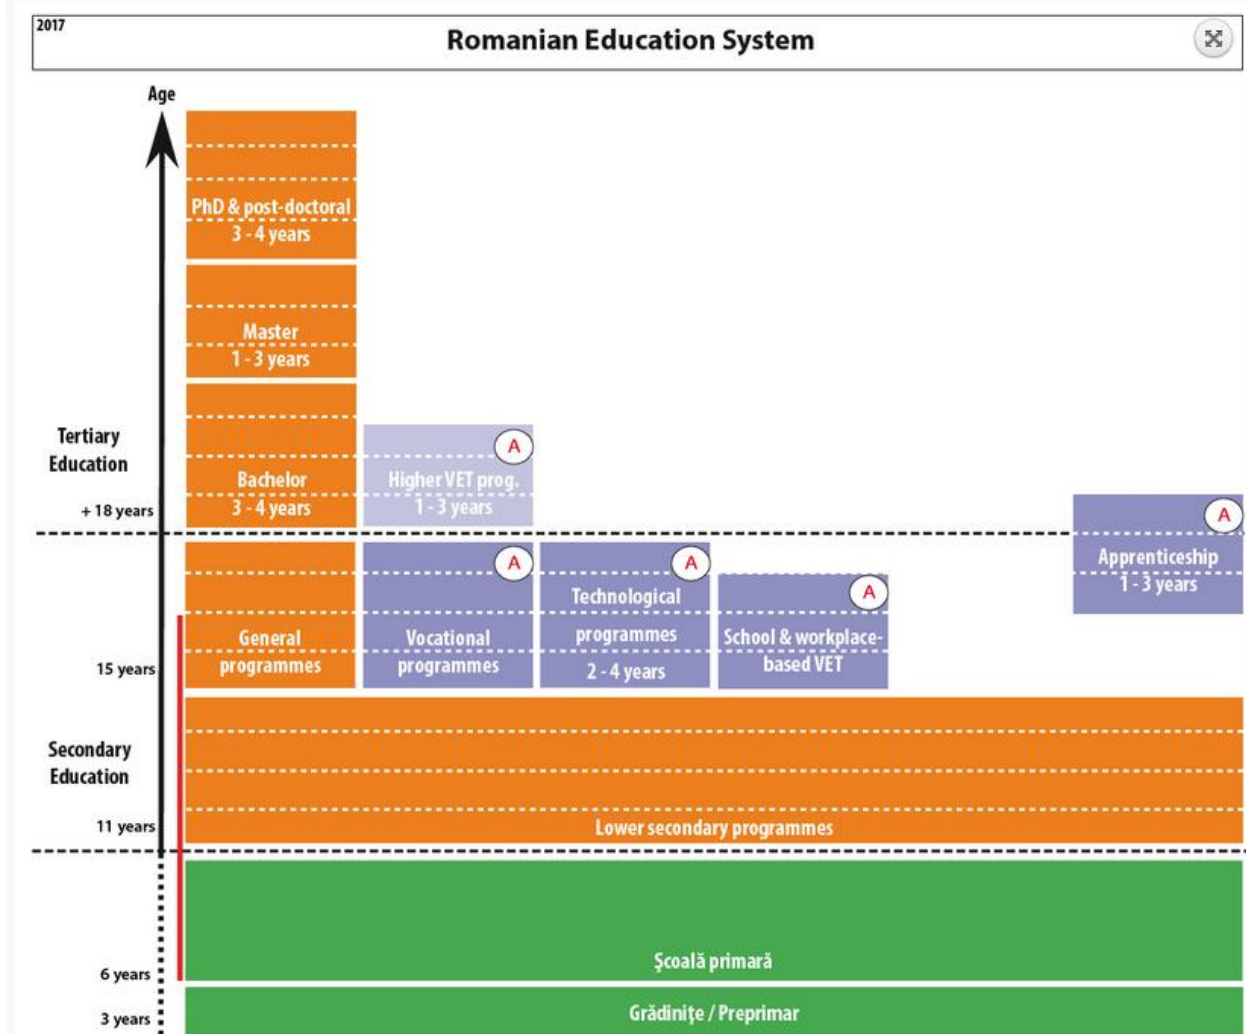 2017
Romanian Education System
Age
PhD & post-doctoral
3 - 4 years
Master
1 - 3 years
Tertiary
Education
+ 18 years
Bachelor
3 - 4 years
A
Higher VET prog.
1 - 3 years
A
Apprenticeship
1 - 3 years
General
programmes
A
Vocational
programmes
A
Technological
programmes
2 - 4 years
A
School & workplace-
based VET
15 years
Secondary
Education
11 years
Lower secondary programmes
Şcoală primară
6 years
Grădiniţe / Preprimar
3 years